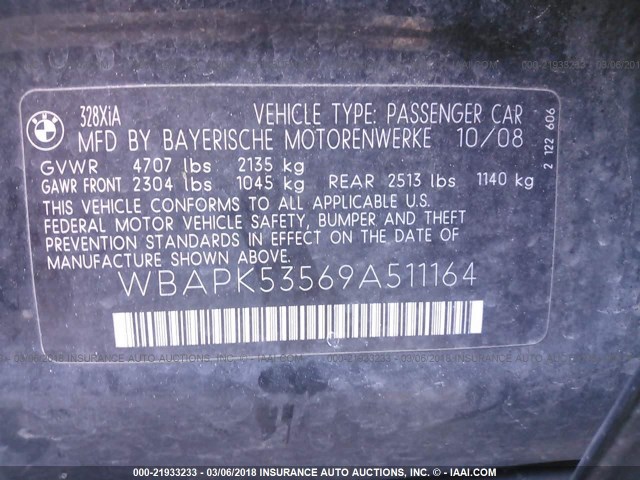 BMW
328XiA VEHICLE TYPE: PASSENGER CAR
MFD BY BAYERISCHE MOTORENWERKE 10/08
GVWR 4707 lbs 2135 kg
GAWR FRONT 2304 lbs 1045 kg REAR 2513 lbs 1140 kg
THIS VEHICLE CONFORMS TO ALL APPLICABLE U.S.
FEDERAL MOTOR VEHICLE SAFETY, BUMPER AND THEFT
PREVENTION STANDARDS IN EFFECT ON THE DATE OF
MANUFACTURE SHOWN ABOVE.
WBAPK53569A511164
2 122 606
000-21933233 - 03/06/2018 INSURANCE AUTO AUCTIONS, INC. © - IAAI.COM